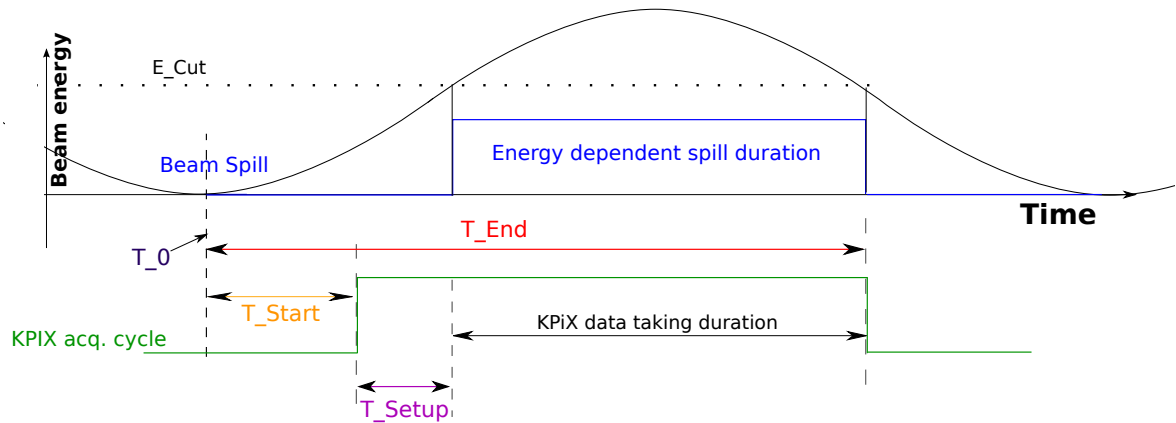 E_Cut
Beam energy
Beam Spill
Energy dependent spill duration
Time
T_End
T_0
T_Start
KPiX data taking duration
KPIX acq. cycle
T_Setup